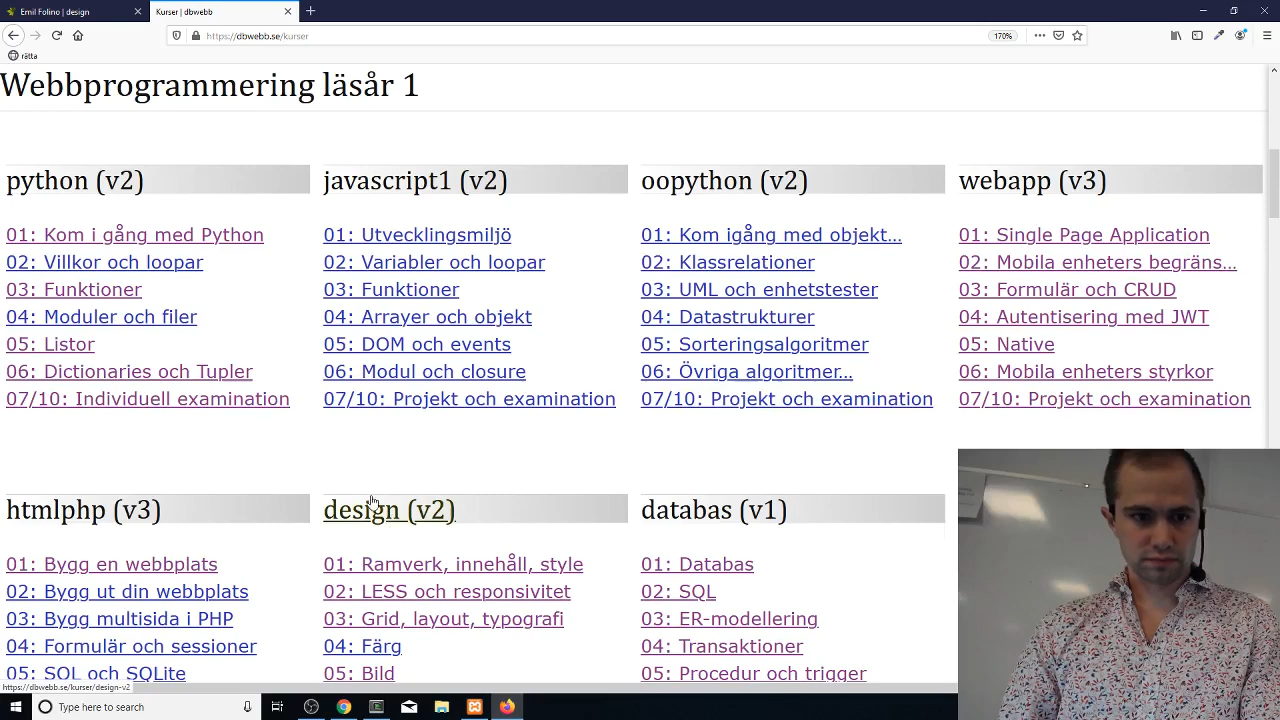 Emil Folino | design
Kurser | dbwebb
https://dbwebb.se/kurser
170%
rätta
Webbprogrammering läsår 1
python (v2)
01: Kom i gång med Python
02: Villkor och loopar
03: Funktioner
04: Moduler och filer
05: Listor
06: Dictionaries och Tupler
07/10: Individuell examination
javascript1 (v2)
01: Utvecklingsmiljö
02: Variabler och loopar
03: Funktioner
04: Arrayer och objekt
05: DOM och events
06: Modul och closure
07/10: Projekt och examination
oopython (v2)
01: Kom igång med objekt...
02: Klassrelationer
03: UML och enhetstester
04: Datastrukturer
05: Sorteringsalgoritmer
06: Övriga algoritmer...
07/10: Projekt och examination
webapp (v3)
01: Single Page Application
02: Mobila enheters begräns...
03: Formulär och CRUD
04: Autentisering med JWT
05: Native
06: Mobila enheters styrkor
07/10: Projekt och examination
htmlphp (v3)
01: Bygg en webbplats
02: Bygg ut din webbplats
03: Bygg multisida i PHP
04: Formulär och sessioner
05: SQL och SQLite
design (v2)
01: Ramverk, innehåll, style
02: LESS och responsivitet
03: Grid, layout, typografi
04: Färg
05: Bild
databas (v1)
01: Databas
02: SQL
03: ER-modellering
04: Transaktioner
05: Procedur och trigger
https://dbwebb.se/kurser/design-v2
Type here to search